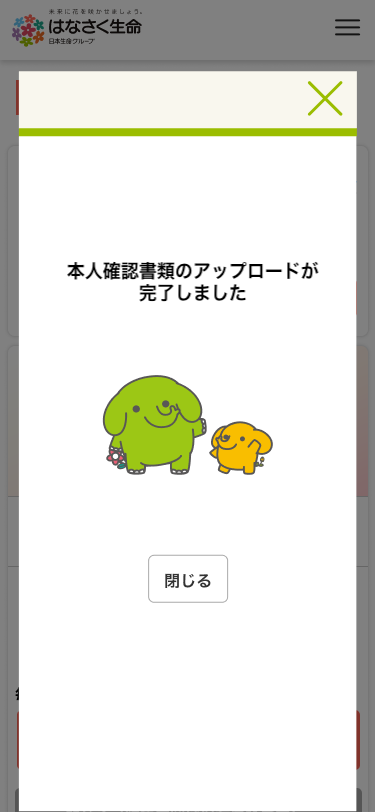 未来に花を咲かせましょう。
はなさく生命
日本生命グループ
本人確認書類のアップロードが
完了しました
閉じる